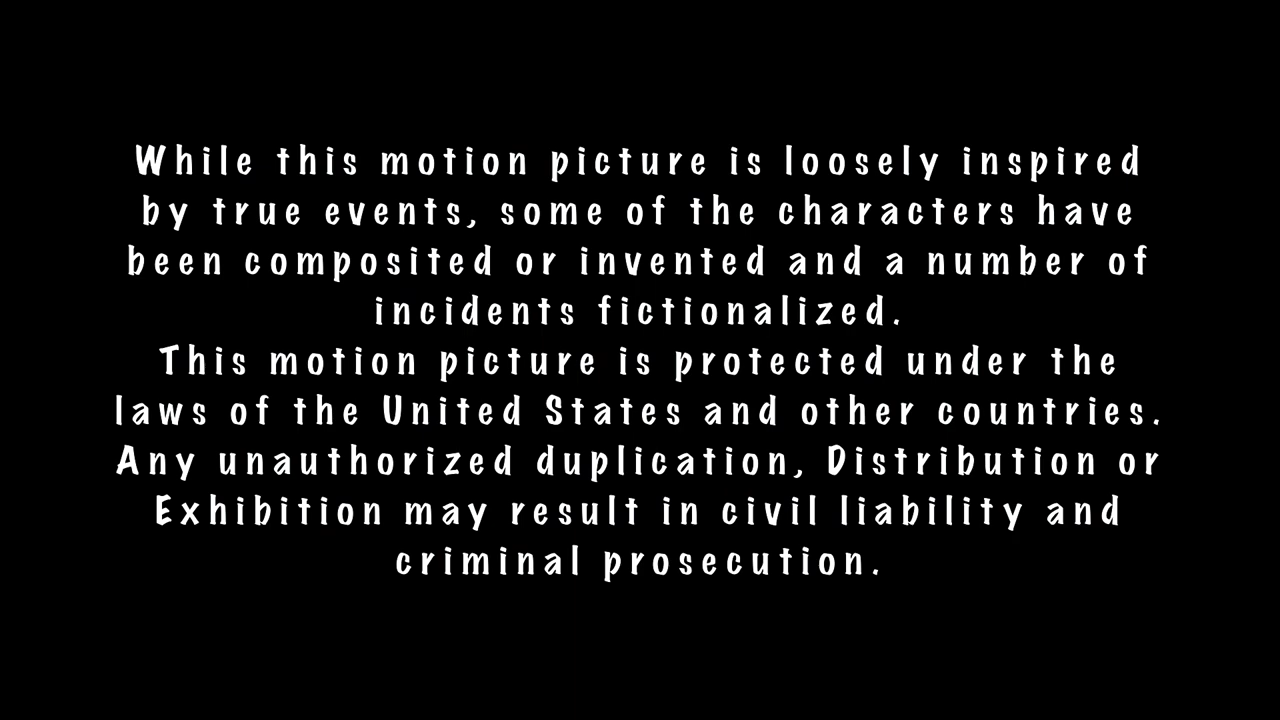 While this motion picture is loosely inspired
by true events, some of the characters have
been composited or invented and a number of
incidents fictionalized.
This motion picture is protected under the
laws of the United States and other countries.
Any unauthorized duplication, Distribution or
Exhibition may result in civil liability and
criminal prosecution.